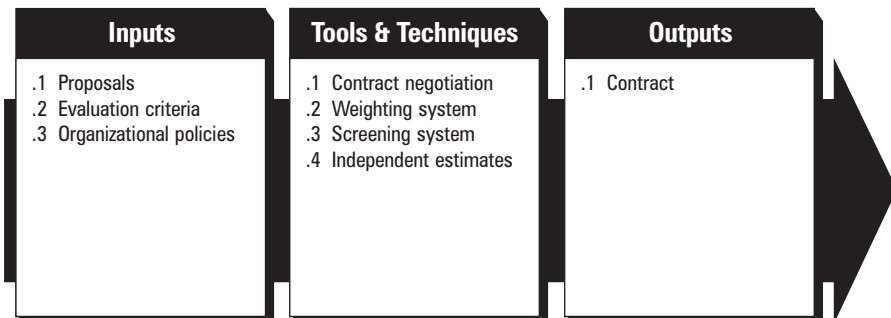 Inputs
.1 Proposals
.2 Evaluation criteria
.3 Organizational policies
Tools & Techniques
.1 Contract negotiation
.2 Weighting system
.3 Screening system
.4 Independent estimates
Outputs
.1 Contract